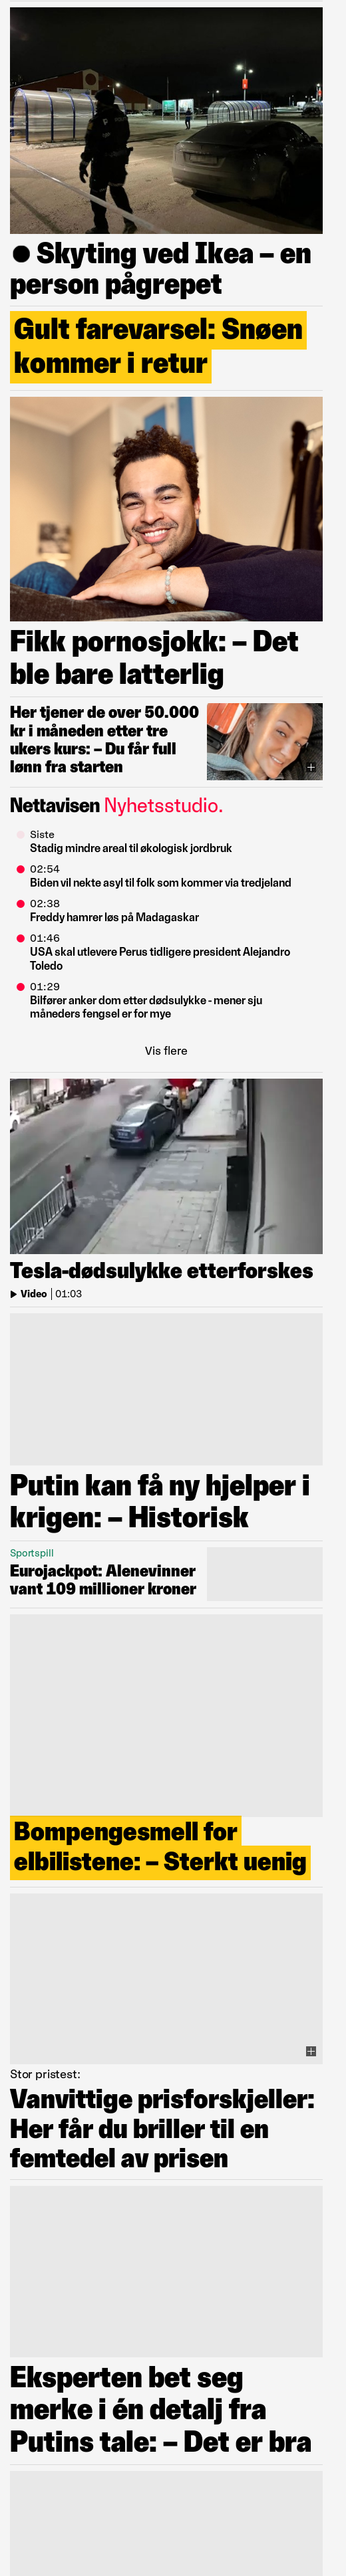 Skyting ved Ikea – en
person pågrepet
Gult farevarsel: Snøen
kommer i retur
Fikk pornosjokk: – Det
ble bare latterlig
Her tjener de over 50.000
kr i måneden etter tre
ukers kurs: – Du får full
lønn fra starten
Nettavisen Nyhetsstudio.
Siste
Stadig mindre areal til økologisk jordbruk
02:54
Biden vil nekte asyl til folk som kommer via tredjeland
02:38
Freddy hamrer løs på Madagaskar
01:46
USA skal utlevere Perus tidligere president Alejandro
Toledo
01:29
Bilfører anker dom etter dødsulykke - mener sju
måneders fengsel er for mye
Vis flere
Tesla-dødsulykke etterforskes
Video | 01:03
Putin kan få ny hjelper i
krigen: – Historisk
Sportspill
Eurojackpot: Alenevinner
vant 109 millioner kroner
Bompengesmell for
elbilistene: – Sterkt uenig
Stor pristest:
Vanvittige prisforskjeller:
Her får du briller til en
femtedel av prisen
Eksperten bet seg
merke i én detalj fra
Putins tale: – Det er bra